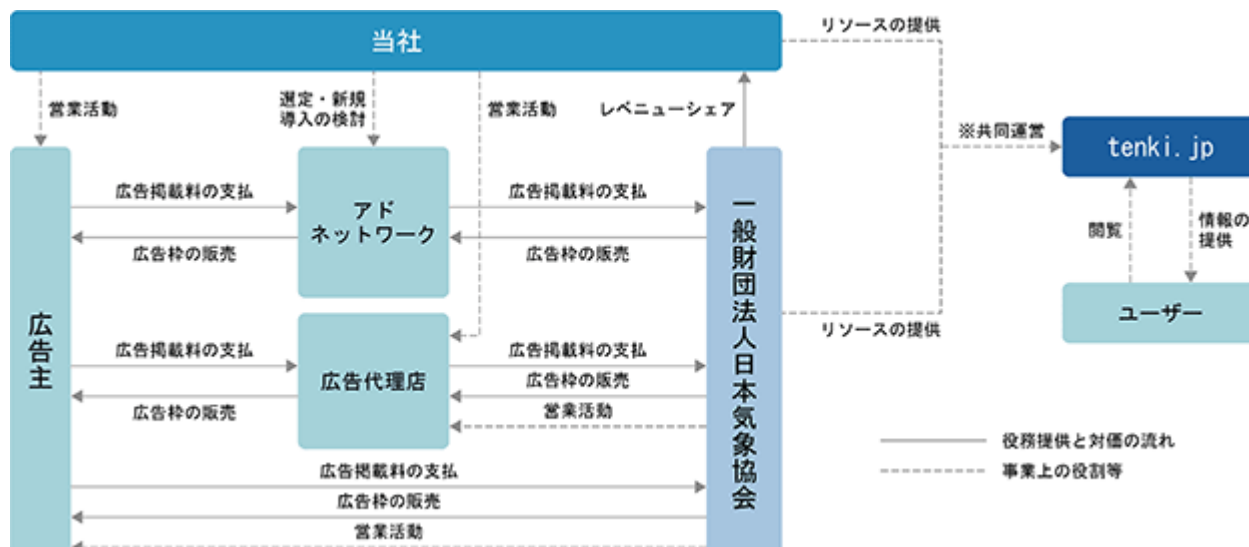 当社
リソースの提供
営業活動
選定・新規
導入の検討
営業活動
レベニューシェア
※共同運営
tenki.jp
広告掲載料の支払
アド
ネットワーク
広告掲載料の支払
広告枠の販売
広告枠の販売
閲覧
情報の
提供
ユーザー
リソースの提供
広告主
一般財団法人日本気象協会
広告掲載料の支払
広告代理店
広告掲載料の支払
広告枠の販売
広告枠の販売
営業活動
役務提供と対価の流れ
事業上の役割等
広告掲載料の支払
広告枠の販売
営業活動